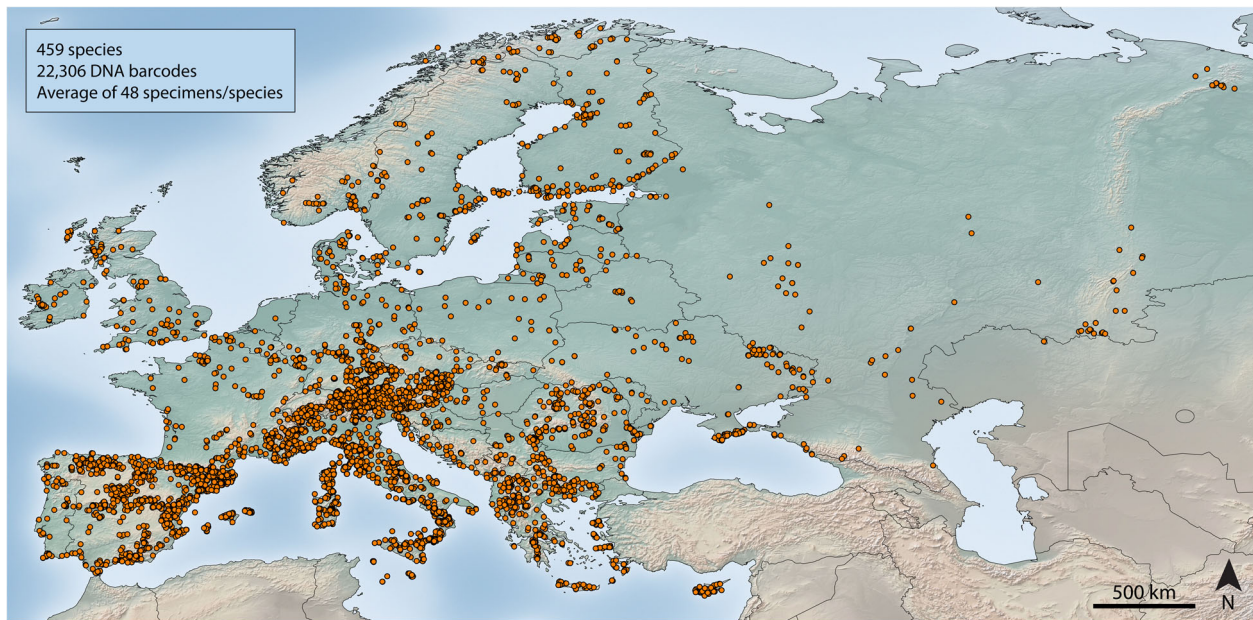 459 species
22,306 DNA barcodes
Average of 48 specimens/species
500 km
N